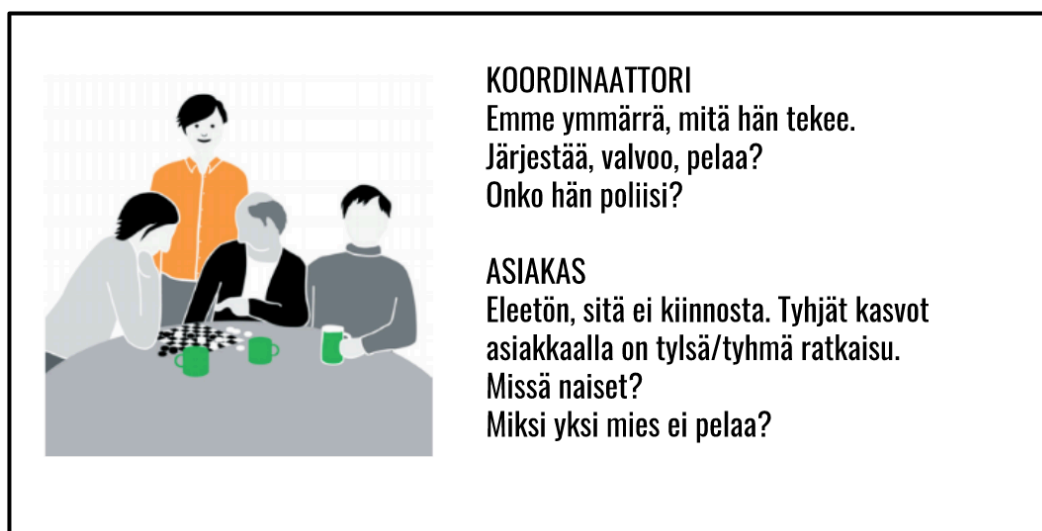 KOORDINAATTORI
Emme ymmärrä, mitä hän tekee.
Järjestää, valvoo, pelaa?
Onko hän poliisi?
ASIAKAS
Eleetön, sitä ei kiinnosta. Tyhjät kasvot
asiakkaalla on tylsä/tyhmä ratkaisu.
Missä naiset?
Miksi yksi mies ei pelaa?